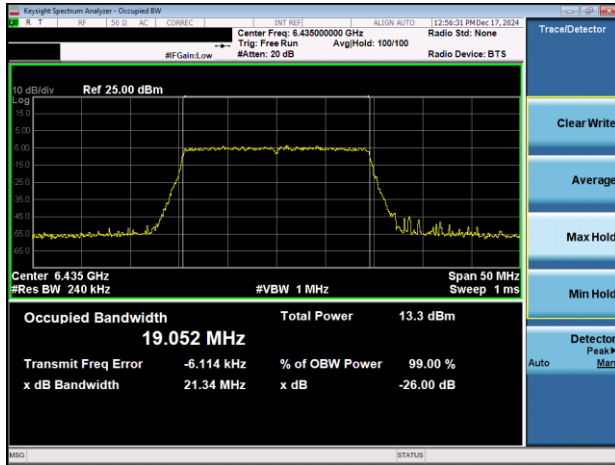 Keysight Spectrum Analyzer - Occupied BW
R T RF 50 Ω AC CORREC INT REF ALIGN AUTO 12:56:31 PM Dec 17, 2024
Center Freq: 6.435000000 GHz Radio Std: None
Trig: Free Run Avg|Hold: 100/100
#IFGain:Low #Atten: 20 dB Radio Device: BTS
Trace/Detector
10 dB/div Ref 25.00 dBm
Log
15.0
5.00
-5.00
-15.0
-25.0
-35.0
-45.0
-55.0
-65.0
Clear Write
Average
Max Hold
Min Hold
Detector
Peak
Auto Man
Center 6.435 GHz Span 50 MHz
#Res BW 240 kHz #VBW 1 MHz Sweep 1 ms
Occupied Bandwidth Total Power 13.3 dBm
19.052 MHz
Transmit Freq Error -6.114 kHz % of OBW Power 99.00 %
x dB Bandwidth 21.34 MHz x dB -26.00 dB
MSG STATUS